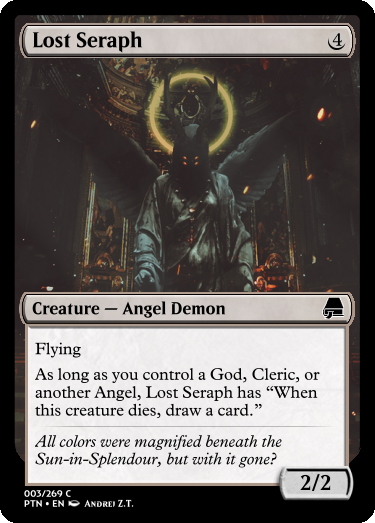 Lost Seraph 4
Creature — Angel Demon
Flying
As long as you control a God, Cleric, or
another Angel, Lost Seraph has “When
this creature dies, draw a card.”
All colors were magnified beneath the
Sun-in-Splendour, but with it gone?
2/2
003/269 C
PTN • EN Andrei Z.T.